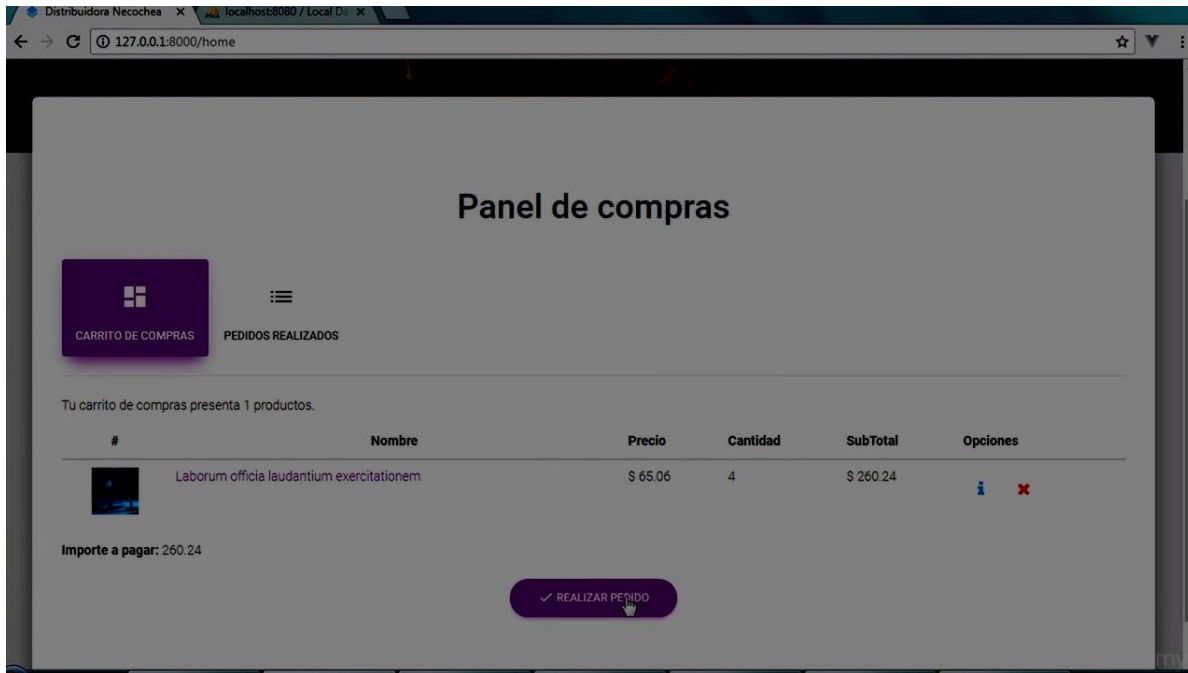 Distribuidora Necochea
localhost:8080 / Local Da
127.0.0.1:8000/home
Panel de compras
CARRITO DE COMPRAS
PEDIDOS REALIZADOS
Tu carrito de compras presenta 1 productos.
# Nombre Precio Cantidad SubTotal Opciones
Laborum officia laudantium exercitationem $ 65.06 4 $ 260.24
Importe a pagar: 260.24
REALIZAR PEDIDO
my